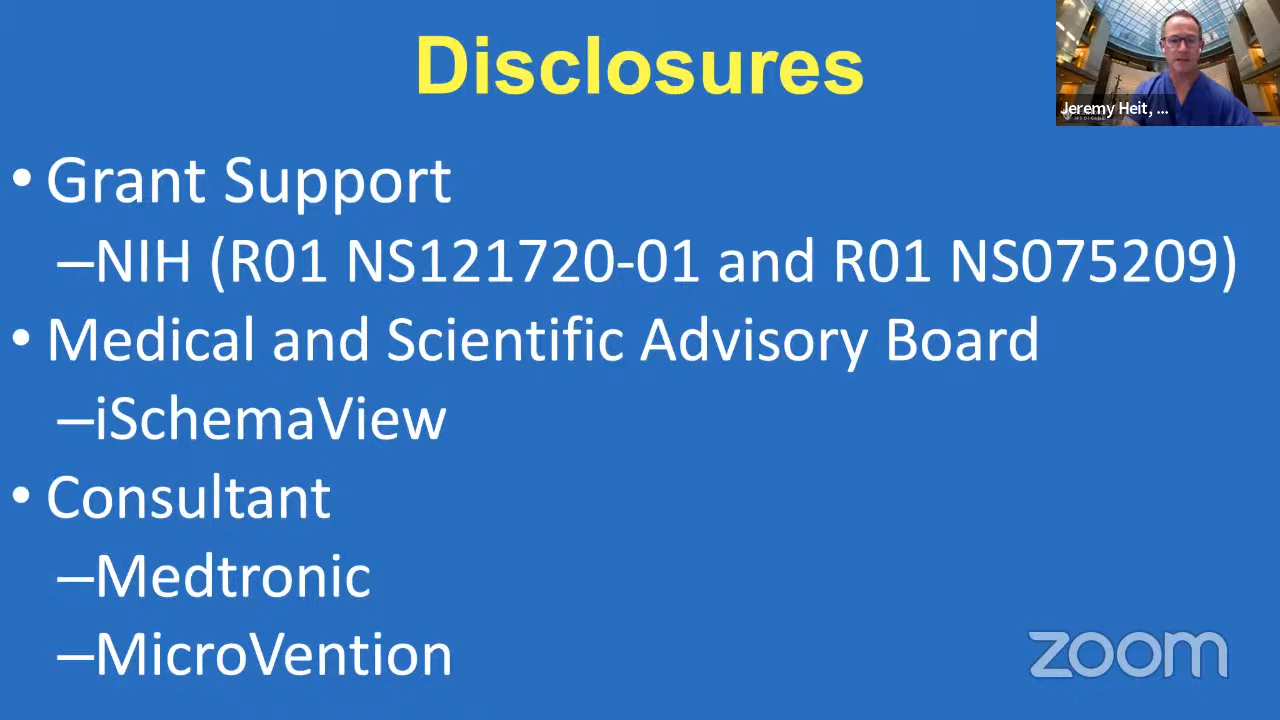 Disclosures
Jeremy Heit, ...
• Grant Support
–NIH (R01 NS121720-01 and R01 NS075209)
• Medical and Scientific Advisory Board
–iSchemaView
• Consultant
–Medtronic
–MicroVention
zoom